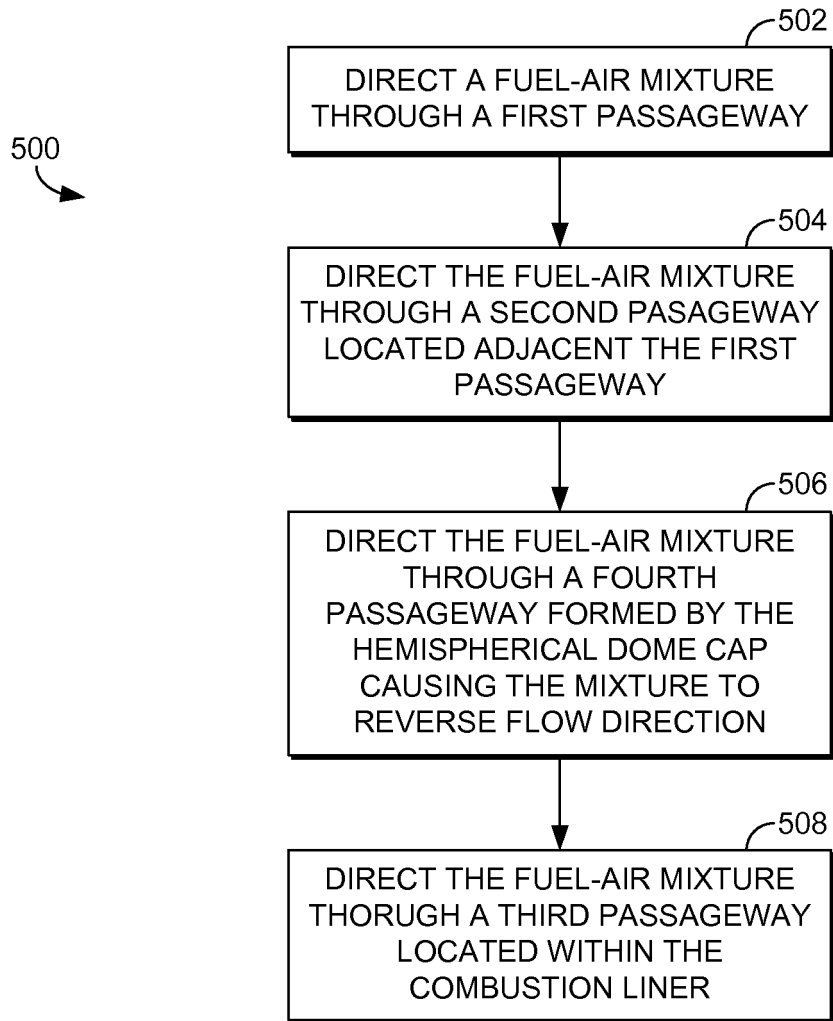 502
DIRECT A FUEL-AIR MIXTURE
THROUGH A FIRST PASSAGEWAY
500
504
DIRECT THE FUEL-AIR MIXTURE
THROUGH A SECOND PASAGEWAY
LOCATED ADJACENT THE FIRST
PASSAGEWAY
506
DIRECT THE FUEL-AIR MIXTURE
THROUGH A FOURTH
PASSAGEWAY FORMED BY THE
HEMISPHERICAL DOME CAP
CAUSING THE MIXTURE TO
REVERSE FLOW DIRECTION
508
DIRECT THE FUEL-AIR MIXTURE
THORUGH A THIRD PASSAGEWAY
LOCATED WITHIN THE
COMBUSTION LINER